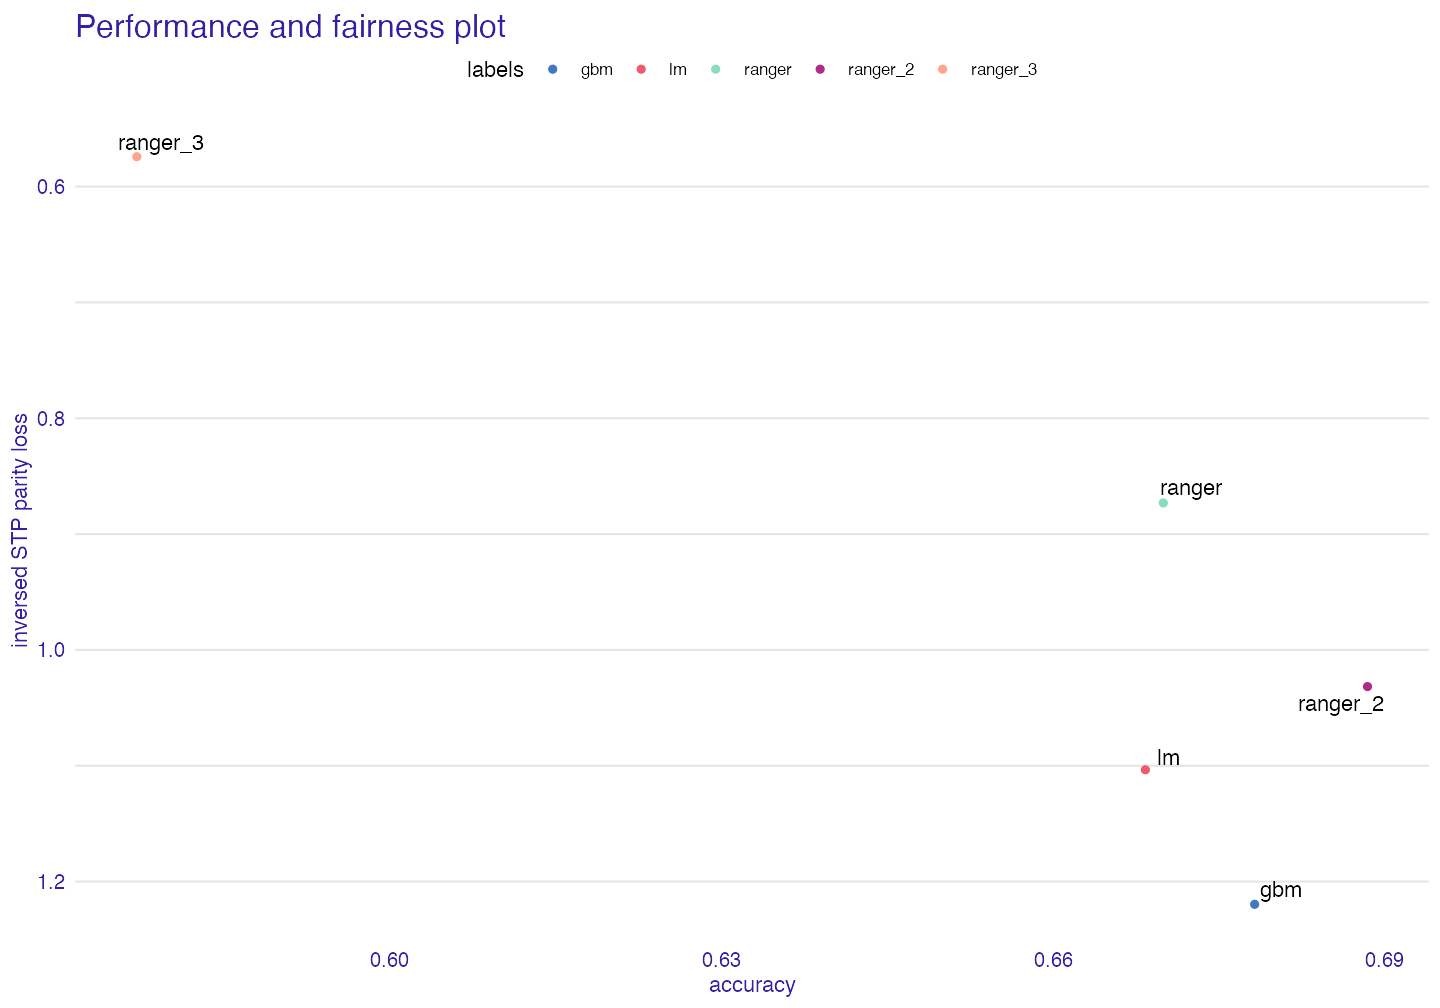 Performance and fairness plot
labels gbm lm ranger ranger_2 ranger_3
ranger_3
0.6
0.8
ranger
inversed STP parity loss
1.0
ranger_2
lm
1.2
gbm
0.60 0.63 0.66 0.69
accuracy